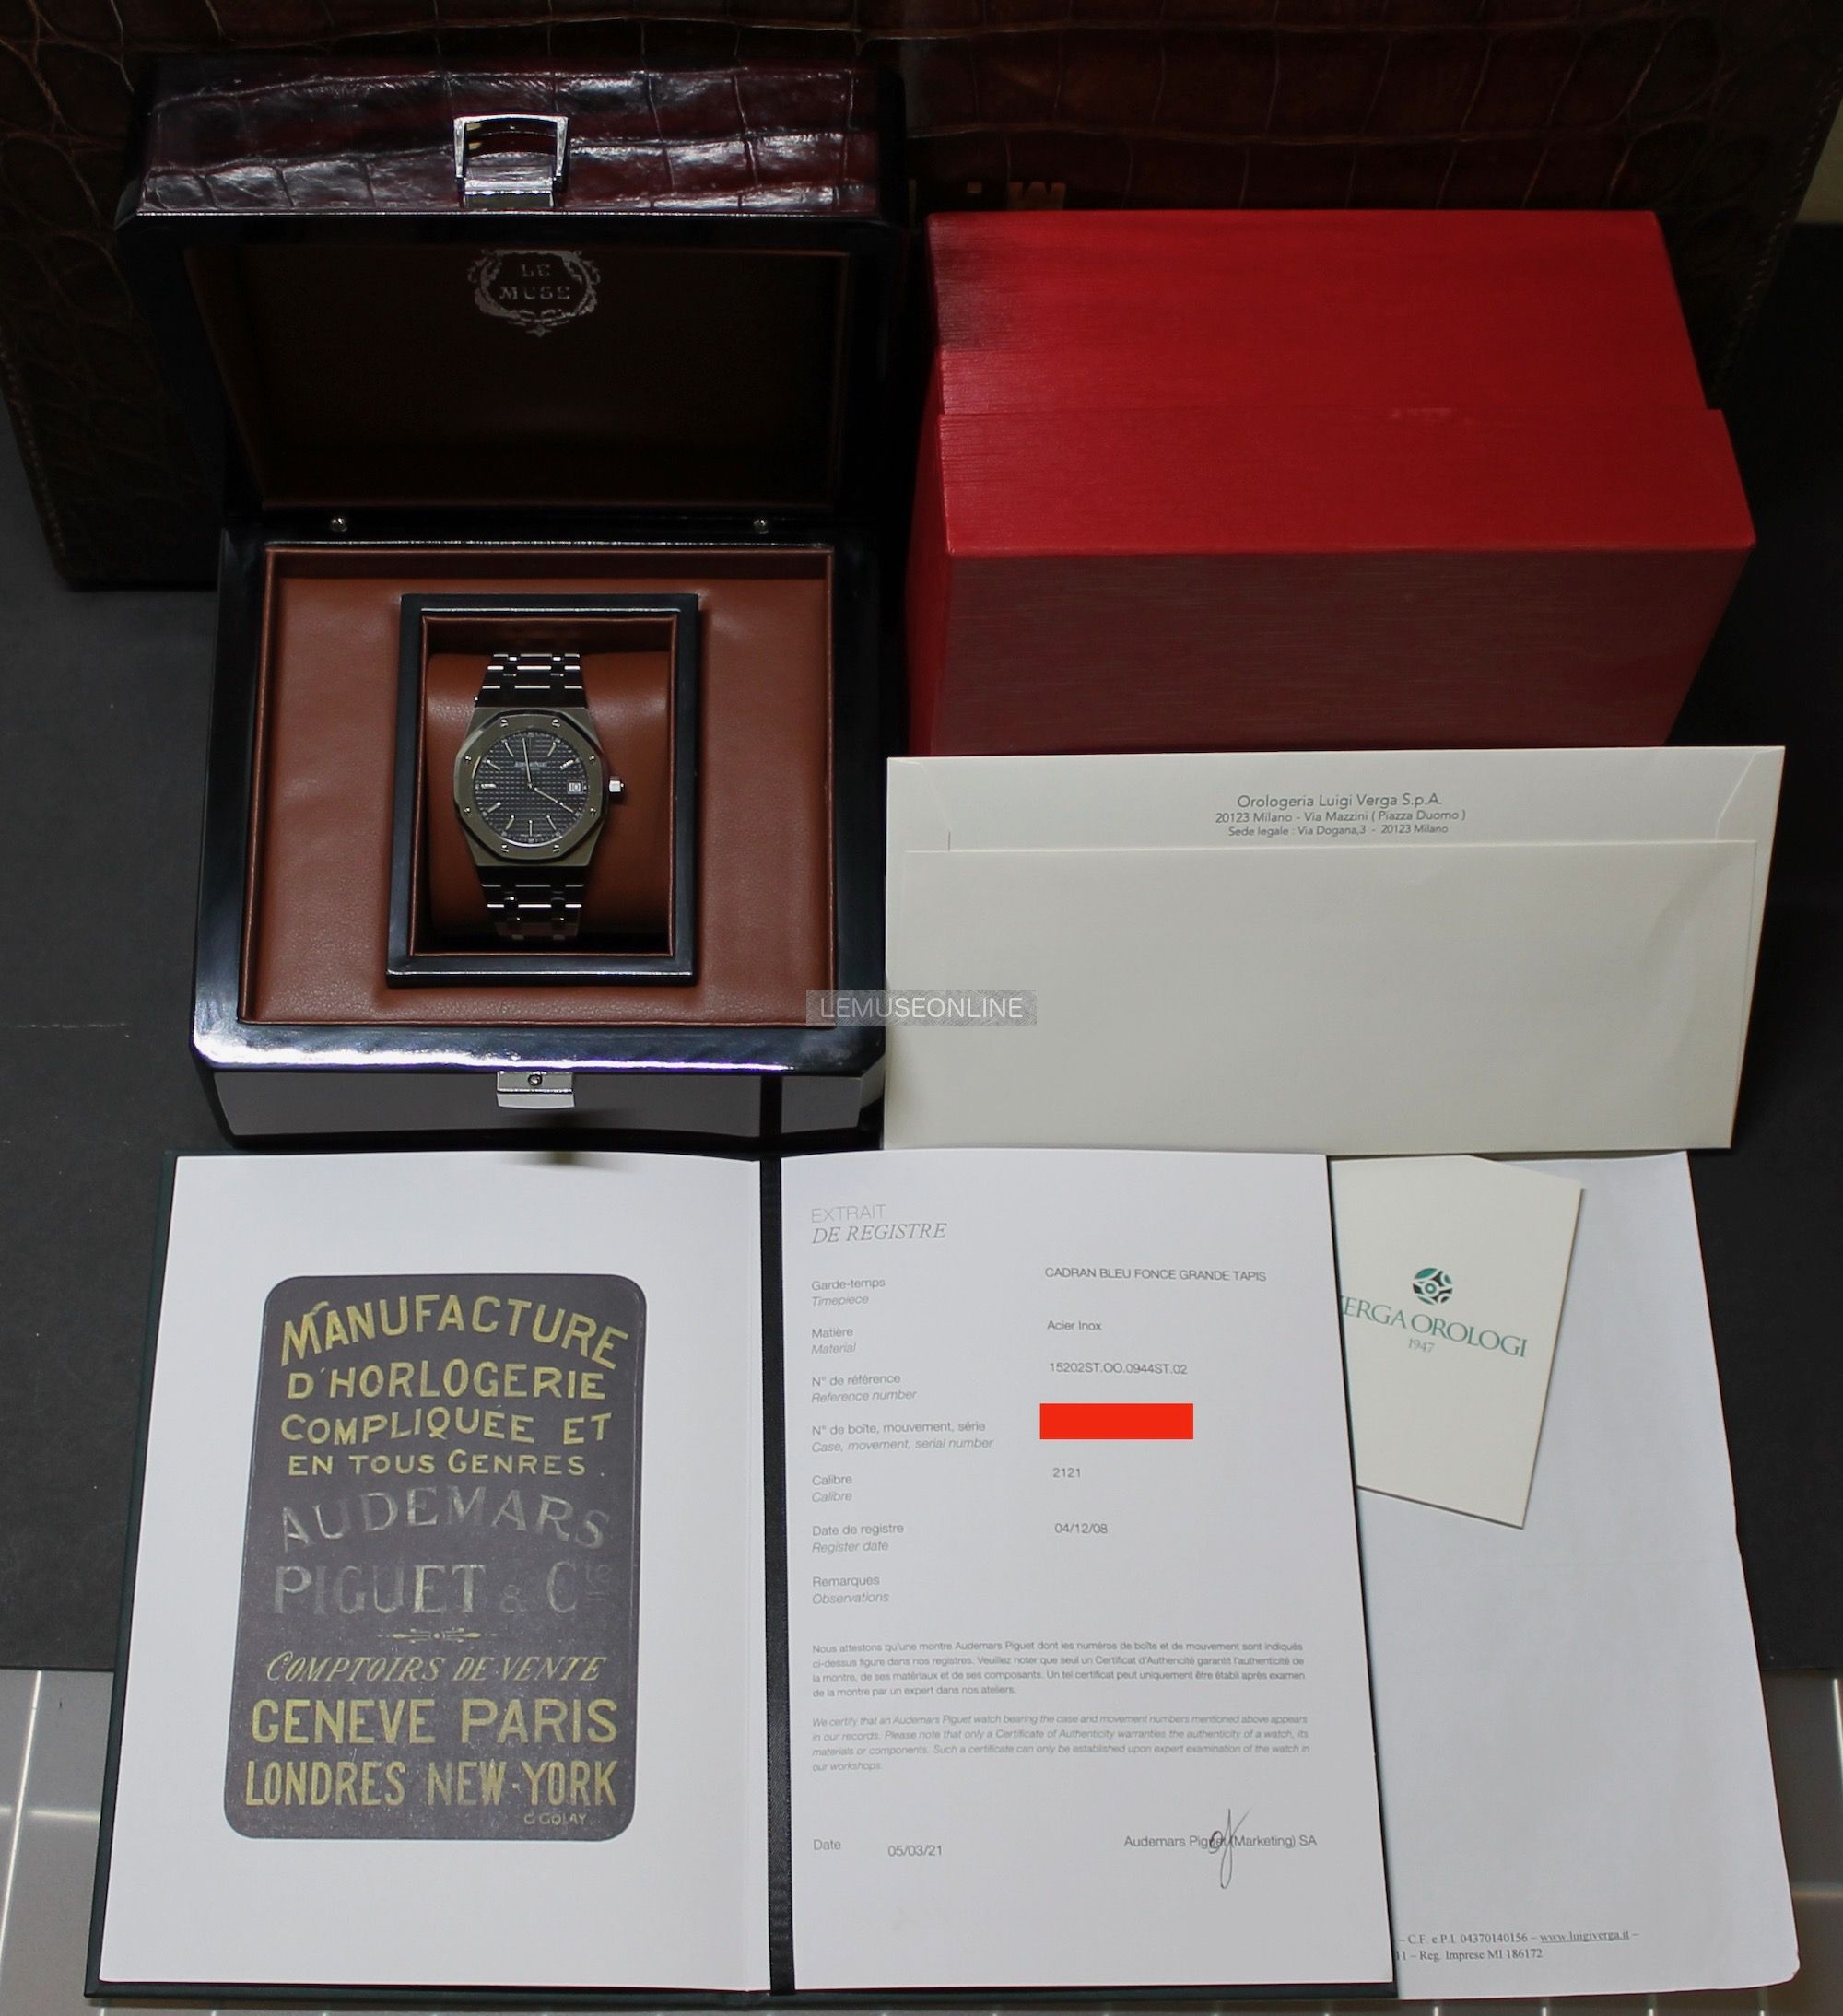 LE
MUSE
AUDEMARS PIGUET
Orologeria Luigi Verga S.p.A.
20123 Milano - Via Mazzini ( Piazza Duomo )
Sede legale : Via Dogana,3 - 20123 Milano
LEMUSEONLINE
MANUFACTURE
D'HORLOGERIE
COMPLIQUÉE ET
EN TOUS GENRES.
AUDEMARS
PIGUET & Cie
COMPTOIRS DE VENTE
GENEVE PARIS
LONDRES NEW-YORK
G GOLAY
EXTRAIT
DE REGISTRE
Garde-temps
Timepiece
CADRAN BLEU FONCE GRANDE TAPIS
Matière
Material
Acier Inox
N° de référence
Reference number
15202ST.OO.0944ST.02
N° de boîte, mouvement, série
Case, movement, serial number
Calibre
Calibre
2121
Date de registre
Register date
04/12/08
Remarques
Observations
Nous attestons qu'une montre Audemars Piguet dont les numéros de boîte et de mouvement sont indiqués
ci-dessus figure dans nos registres. Veuillez noter que seul un Certificat d'Authencité garantit l'authenticité de
la montre, de ses matériaux et de ses composants. Un tel certificat peut uniquement être établi après examen
de la montre par un expert dans nos ateliers.
We certify that an Audemars Piguet watch bearing the case and movement numbers mentioned above appears
in our records. Please note that only a Certificate of Authenticity warranties the authenticity of a watch, its
materials or components. Such a certificate can only be established upon expert examination of the watch in
our workshops.
Date
05/03/21
Audemars Piguet (Marketing) SA
VERGA OROLOGI
1947
– C.F. e P.I. 04370140156 – www.luigiverga.it –
11 – Reg. Imprese MI 186172